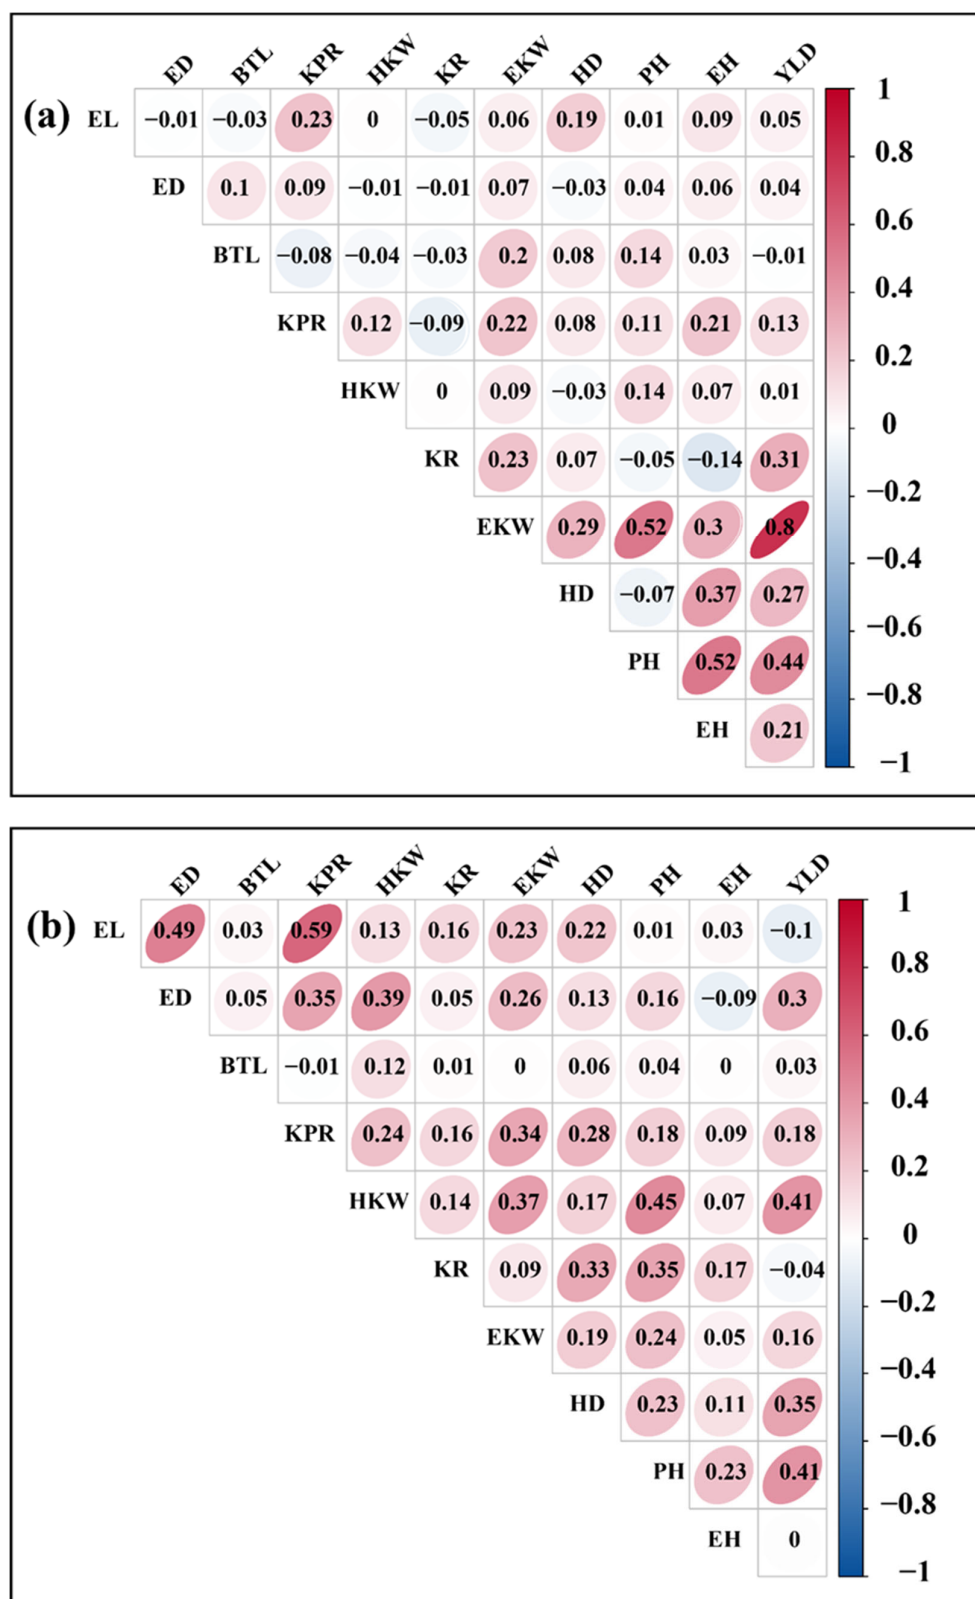 ED BTL KPR HKW KR EKW HD PH EH YLD
(a) EL −0.01 −0.03 0.23 0 −0.05 0.06 0.19 0.01 0.09 0.05
ED 0.1 0.09 −0.01 −0.01 0.07 −0.03 0.04 0.06 0.04
BTL −0.08 −0.04 −0.03 0.2 0.08 0.14 0.03 −0.01
KPR 0.12 −0.09 0.22 0.08 0.11 0.21 0.13
HKW 0 0.09 −0.03 0.14 0.07 0.01
KR 0.23 0.07 −0.05 −0.14 0.31
EKW 0.29 0.52 0.3 0.8
HD −0.07 0.37 0.27
PH 0.52 0.44
EH 0.21
1
0.8
0.6
0.4
0.2
0
−0.2
−0.4
−0.6
−0.8
−1
ED BTL KPR HKW KR EKW HD PH EH YLD
(b) EL 0.49 0.03 0.59 0.13 0.16 0.23 0.22 0.01 0.03 −0.1
ED 0.05 0.35 0.39 0.05 0.26 0.13 0.16 −0.09 0.3
BTL −0.01 0.12 0.01 0 0.06 0.04 0 0.03
KPR 0.24 0.16 0.34 0.28 0.18 0.09 0.18
HKW 0.14 0.37 0.17 0.45 0.07 0.41
KR 0.09 0.33 0.35 0.17 −0.04
EKW 0.19 0.24 0.05 0.16
HD 0.23 0.11 0.35
PH 0.23 0.41
EH 0
1
0.8
0.6
0.4
0.2
0
−0.2
−0.4
−0.6
−0.8
−1